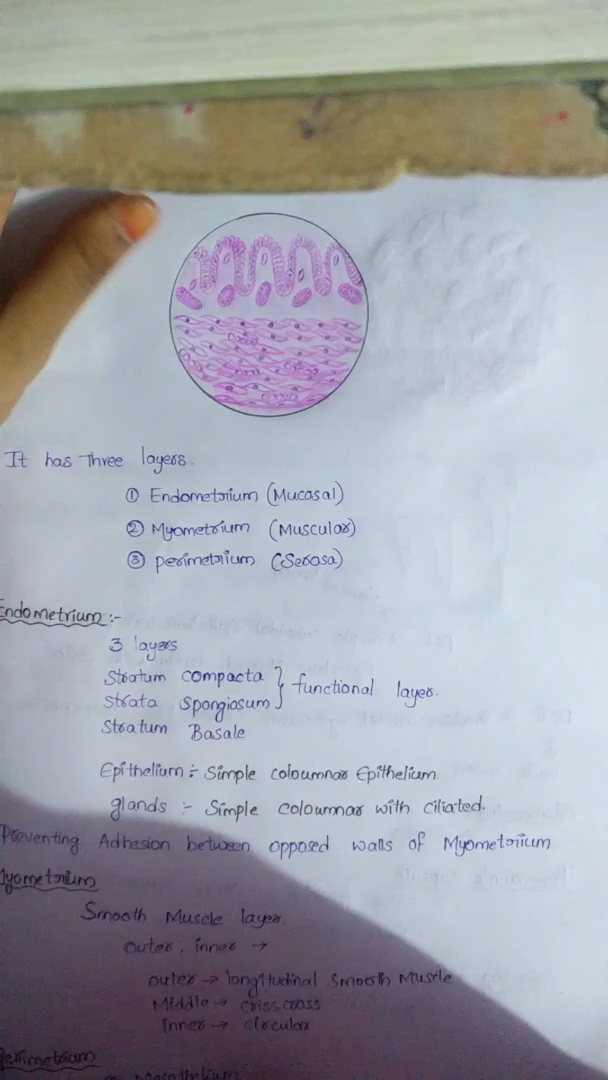 It has Three layers.
① Endometrium (Mucosal)
② Myometrium (Muscular)
③ perimetrium (Serosa)
Endometrium :-
3 layers
Stratum compacta } functional layer.
Strata Spongiosum
Stratum Basale
Epithelium :- Simple coloumnar Epithelium
glands :- Simple coloumnar with ciliated.
Preventing Adhesion between opposed walls of Myometrium
Myometrium
Smooth Muscle layer.
outer, inner →
outer → longitudinal Smooth Muscle
Middle → crisscross
inner → circular
Perimetrium
Mesothelium